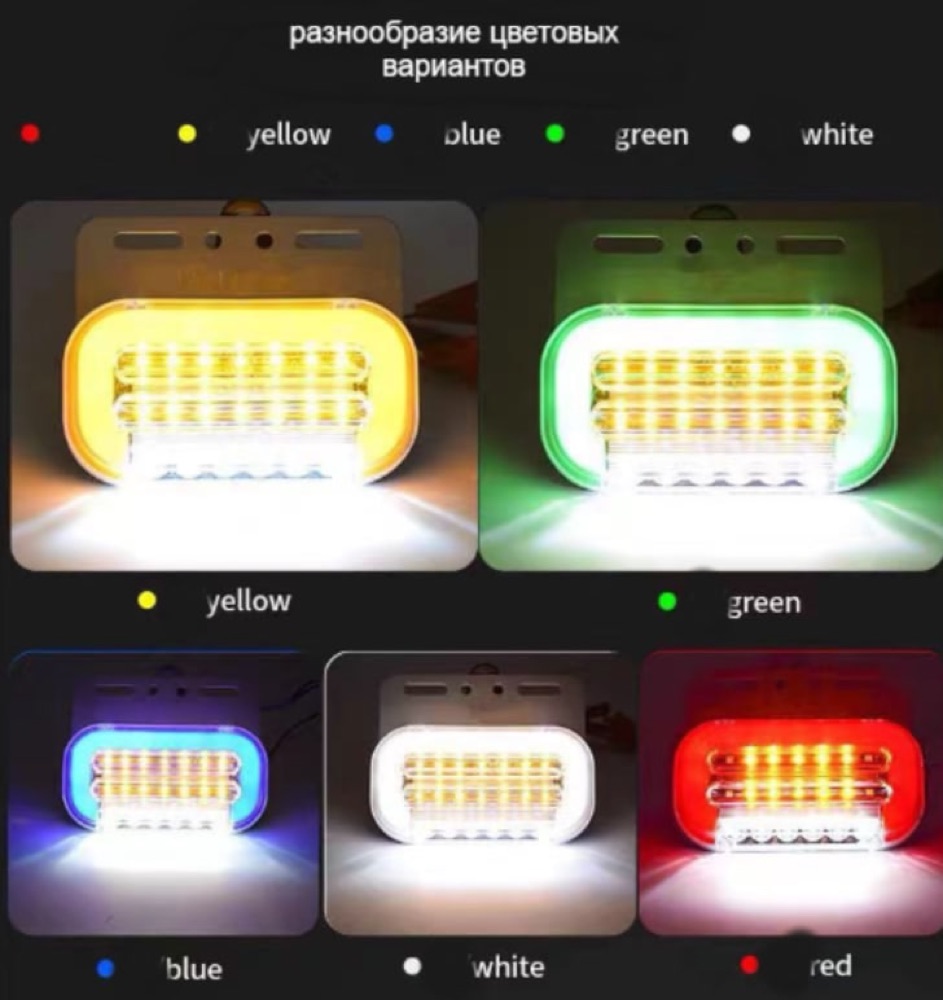 разнообразие цветовых
вариантов
yellow blue green white
yellow green
blue white red